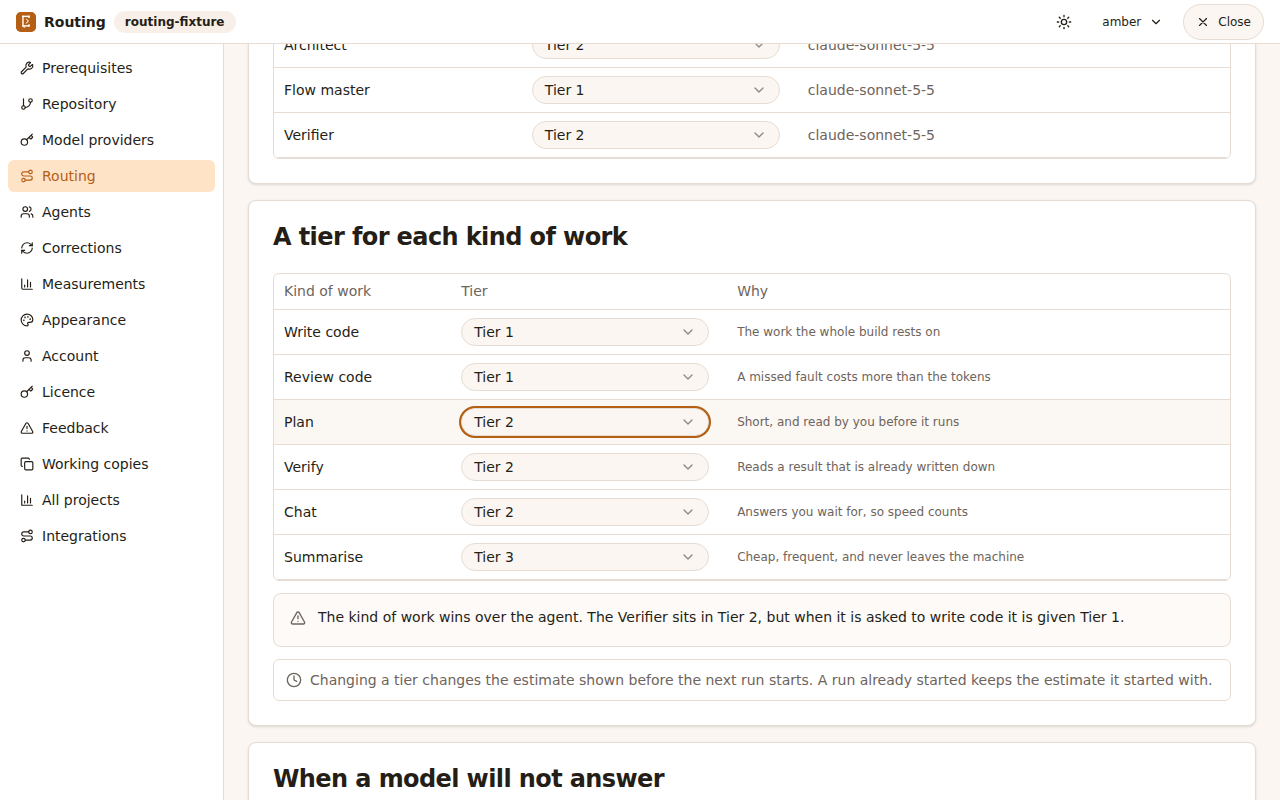 Routing routing-fixture amber Close
Prerequisites
Repository
Model providers
Routing
Agents
Corrections
Measurements
Appearance
Account
Licence
Feedback
Working copies
All projects
Integrations
Architect Tier 2 claude-sonnet-5-5
Flow master Tier 1 claude-sonnet-5-5
Verifier Tier 2 claude-sonnet-5-5
A tier for each kind of work
Kind of work Tier Why
Write code Tier 1 The work the whole build rests on
Review code Tier 1 A missed fault costs more than the tokens
Plan Tier 2 Short, and read by you before it runs
Verify Tier 2 Reads a result that is already written down
Chat Tier 2 Answers you wait for, so speed counts
Summarise Tier 3 Cheap, frequent, and never leaves the machine
The kind of work wins over the agent. The Verifier sits in Tier 2, but when it is asked to write code it is given Tier 1.
Changing a tier changes the estimate shown before the next run starts. A run already started keeps the estimate it started with.
When a model will not answer